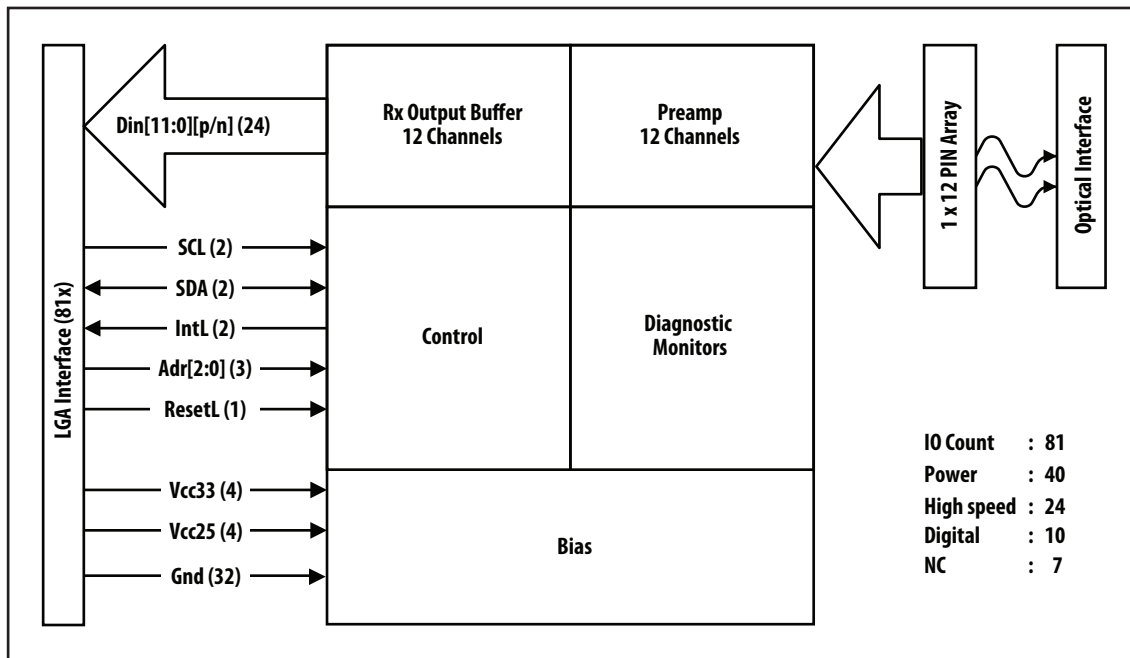 LGA Interface (81x)
Din[11:0][p/n] (24)
SCL (2)
SDA (2)
IntL (2)
Adr[2:0] (3)
ResetL (1)
Vcc33 (4)
Vcc25 (4)
Gnd (32)
Rx Output Buffer
12 Channels
Preamp
12 Channels
Control
Diagnostic
Monitors
Bias
1 x 12 PIN Array
Optical Interface
IO Count : 81
Power : 40
High speed : 24
Digital : 10
NC : 7